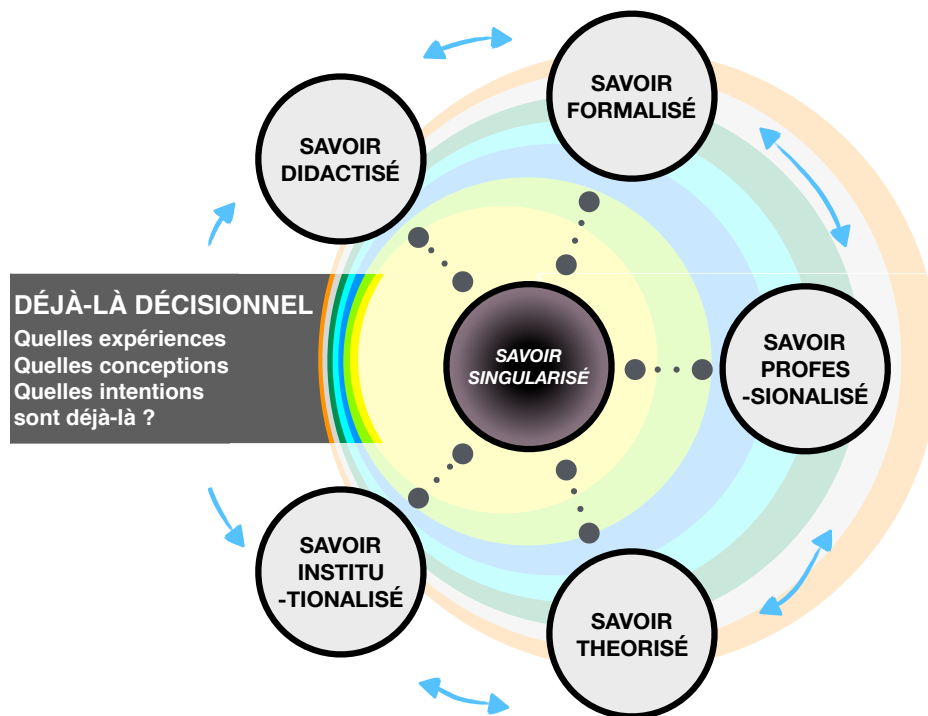 SAVOIR
FORMALISÉ
SAVOIR
DIDACTISÉ
DÉJÀ-LÀ DÉCISIONNEL
Quelles expériences
Quelles conceptions
Quelles intentions
sont déjà-là ?
SAVOIR
SINGULARISÉ
SAVOIR
PROFES
-SIONALISÉ
SAVOIR
INSTITU
-TIONALISÉ
SAVOIR
THEORISÉ